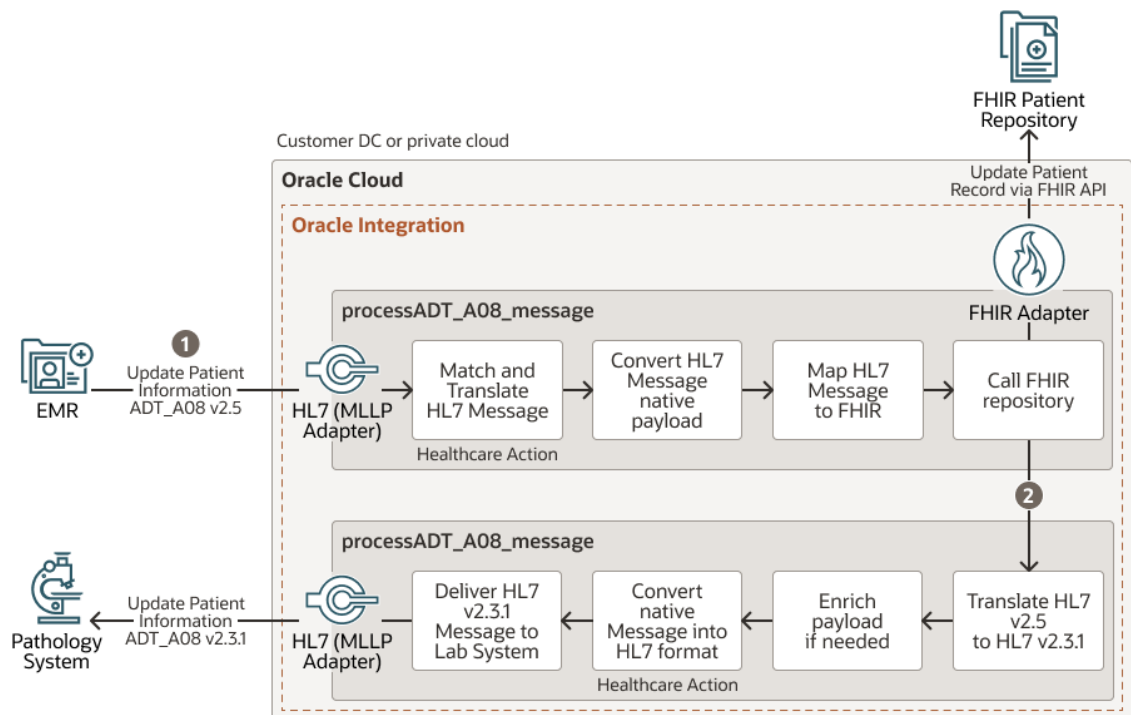 FHIR Patient
Repository
Customer DC or private cloud
Oracle Cloud
Update Patient
Record via FHIR API
Oracle Integration
processADT_A08_message
FHIR Adapter
1
Update Patient
Information
ADT_A08 v2.5
EMR
HL7 (MLLP
Adapter)
Match and
Translate
HL7 Message
Convert HL7
Message
native
payload
Map HL7
Message
to FHIR
Call FHIR
repository
Healthcare Action
2
processADT_A08_message
Pathology
System
Update Patient
Information
ADT_A08 v2.3.1
HL7 (MLLP
Adapter)
Deliver HL7
v2.3.1
Message to
Lab System
Convert
native
Message into
HL7 format
Enrich
payload
if needed
Translate HL7
v2.5
to HL7 v2.3.1
Healthcare Action